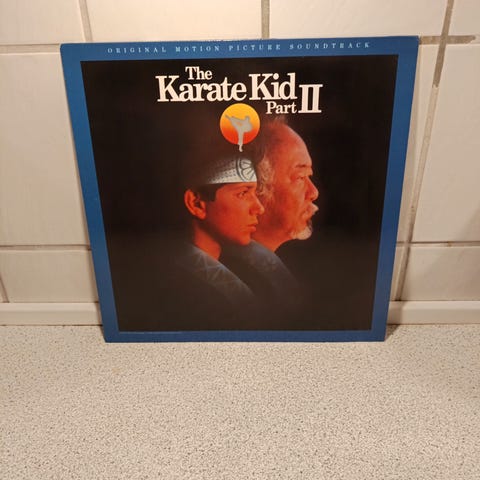 ORIGINAL MOTION PICTURE SOUNDTRACK
The
Karate Kid
Part II